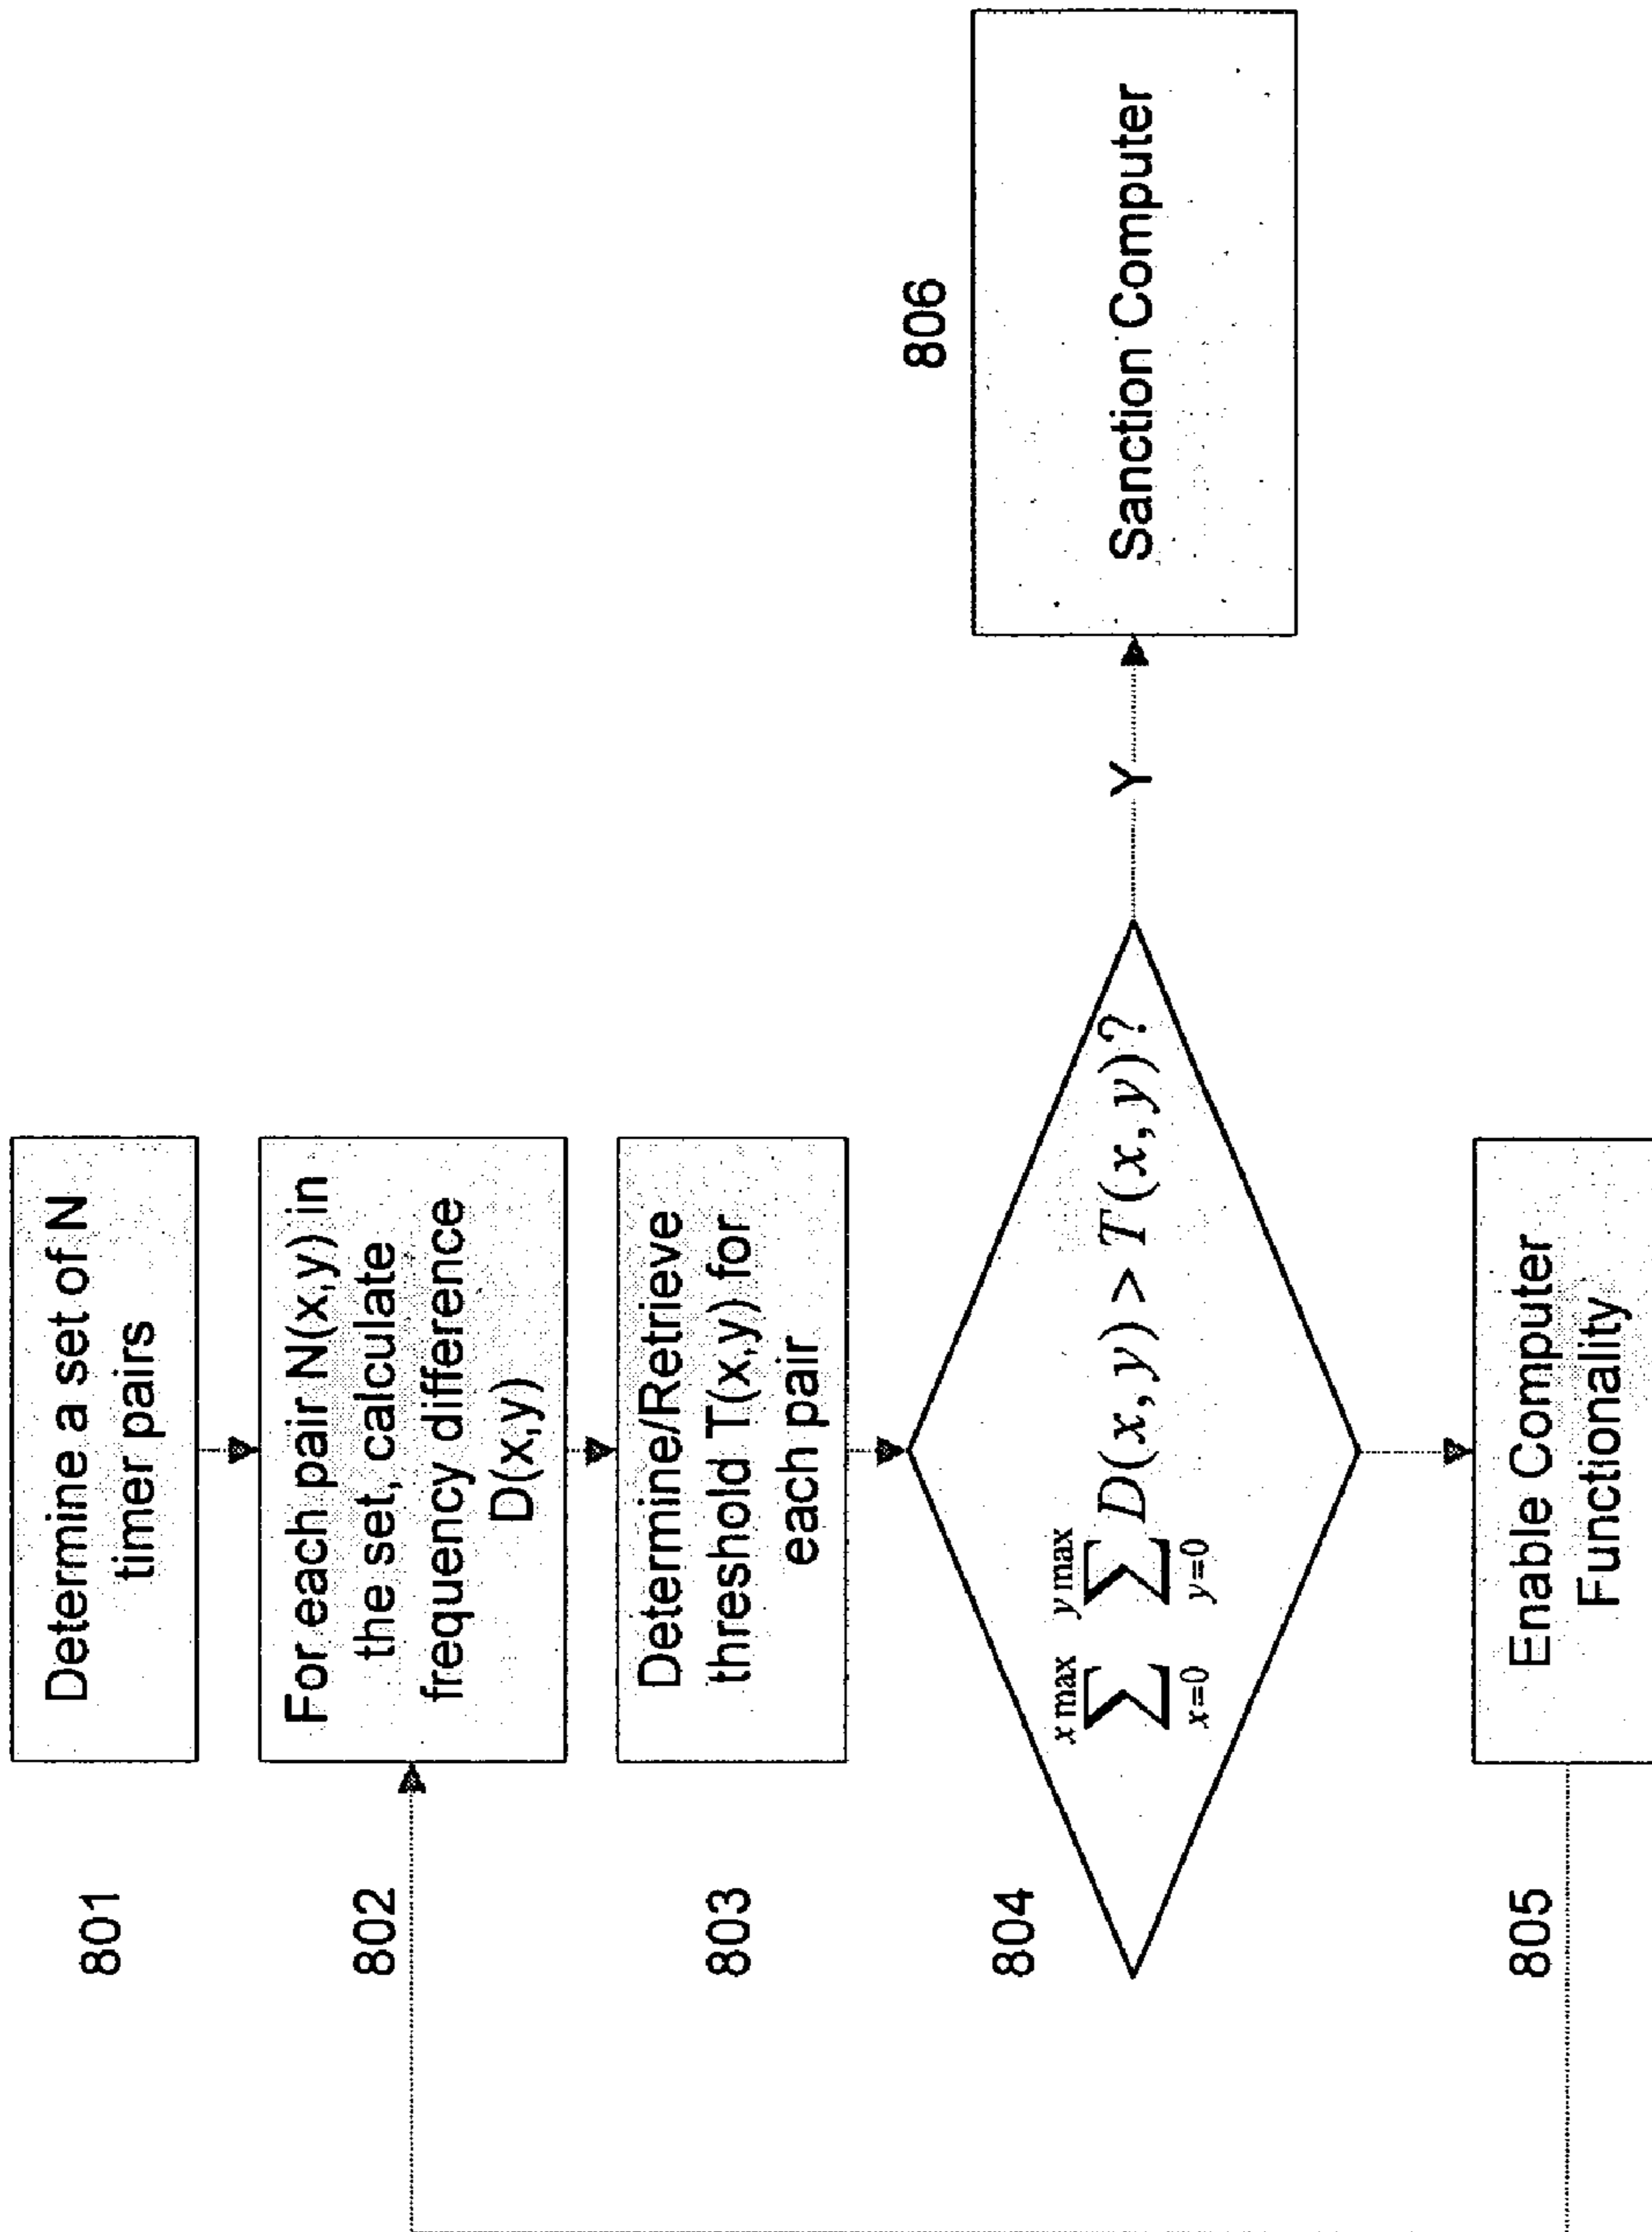 801
Determine a set of N
timer pairs
802
For each pair N(x,y) in
the set, calculate
frequency difference
D(x,y)
803
Determine/Retrieve
threshold T(x,y) for
each pair
804
x max y max
∑ ∑ D(x, y) > T(x, y)?
x=0 y=0
Y
806
Sanction Computer
805
Enable Computer
Functionality